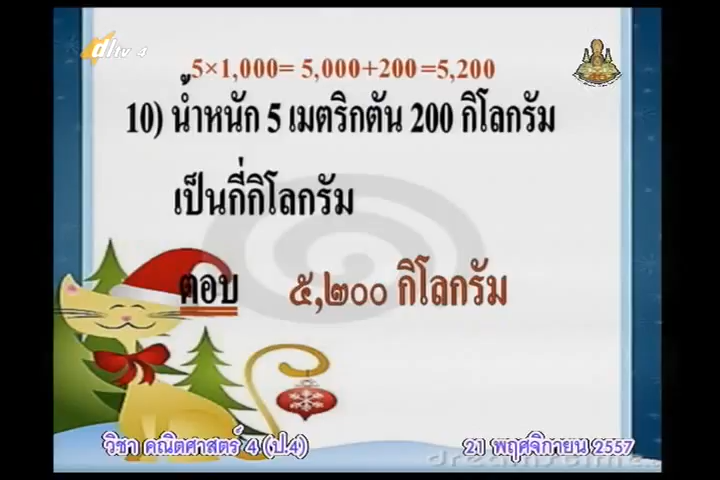 dltv 4
5×1,000= 5,000+200 =5,200
10) น้ำหนัก 5 เมตริกตัน 200 กิโลกรัม
เป็นกี่กิโลกรัม
ตอบ ๕,๒๐๐ กิโลกรัม
วิชา คณิตศาสตร์ 4 (ป.4) 21 พฤศจิกายน 2557
dreamstime